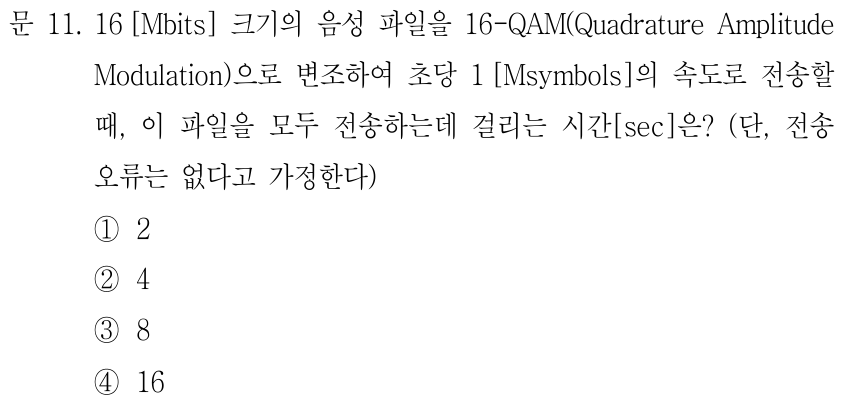 문 11. 16 [Mbits] 크기의 음성 파일을 16-QAM(Quadrature Amplitude
Modulation)으로 변조하여 초당 1 [Msymbols]의 속도로 전송할
때, 이 파일을 모두 전송하는데 걸리는 시간[sec]은? (단, 전송
오류는 없다고 가정한다)
① 2
② 4
③ 8
④ 16